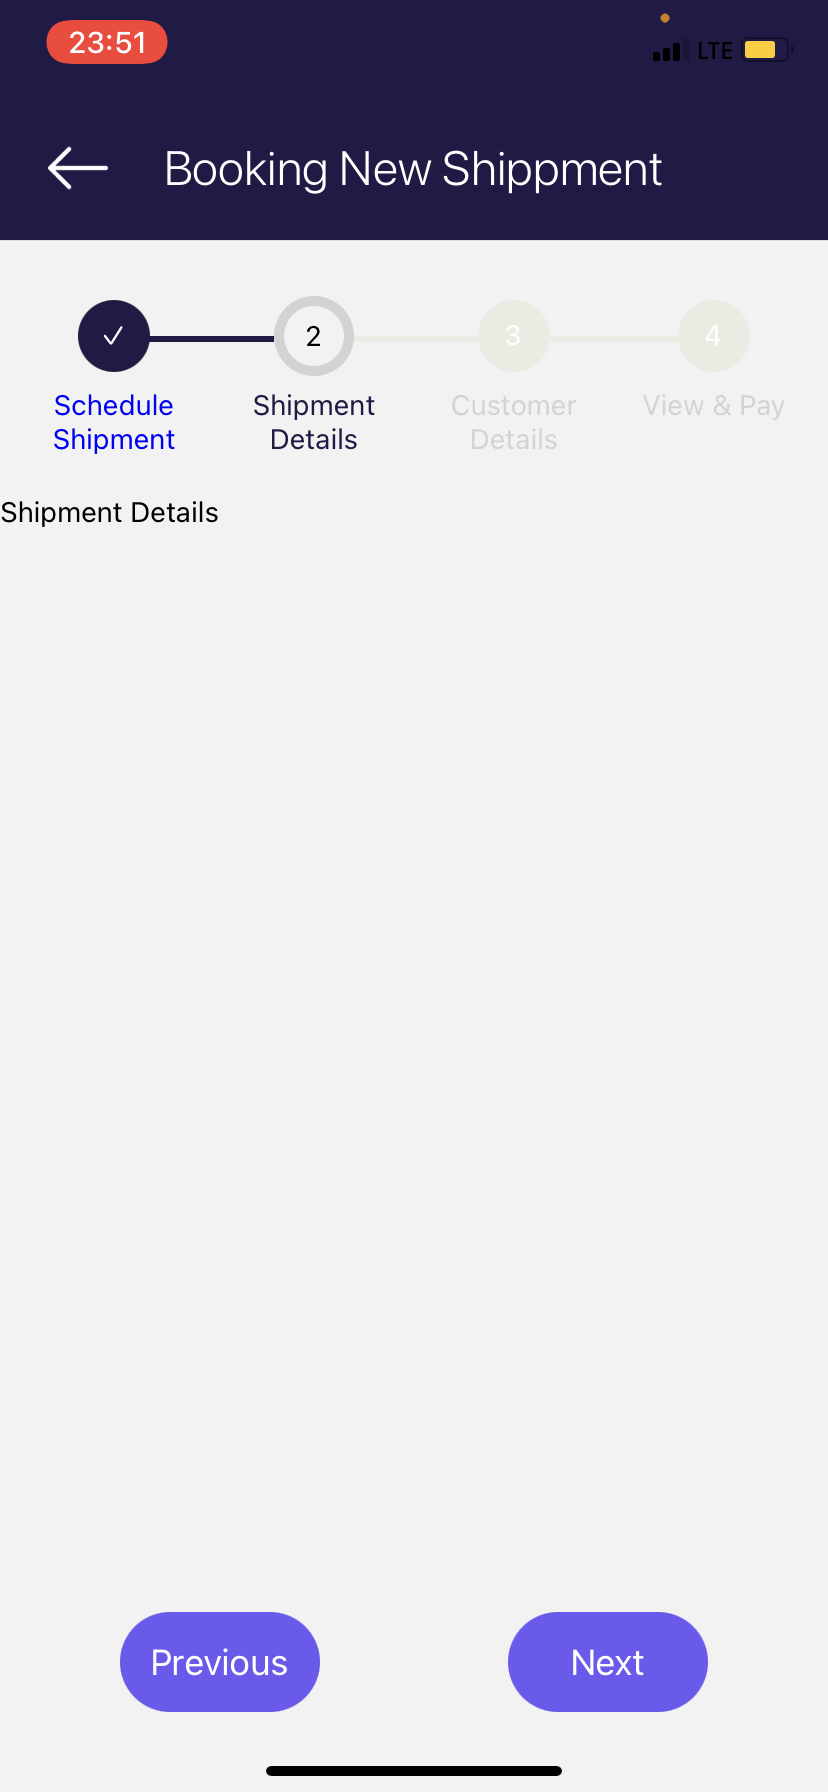 23:51
LTE
Booking New Shippment
2
3
4
Schedule
Shipment
Shipment
Details
Customer
Details
View & Pay
Shipment Details
Previous
Next